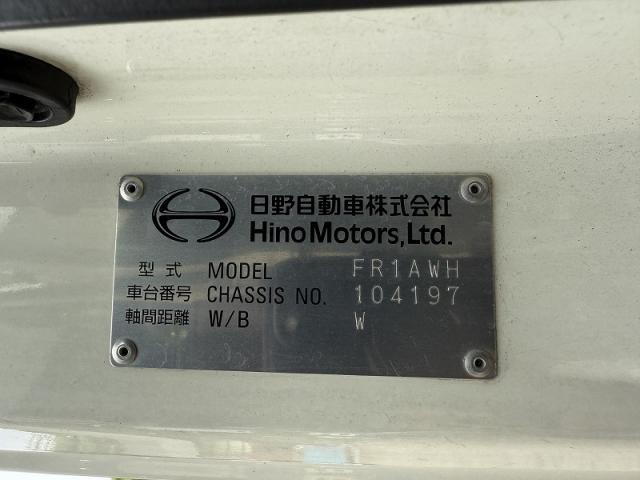 日野自動車株式会社
Hino Motors, Ltd.
型式 MODEL FR1AWH
車台番号 CHASSIS NO. 104197
軸間距離 W/B W